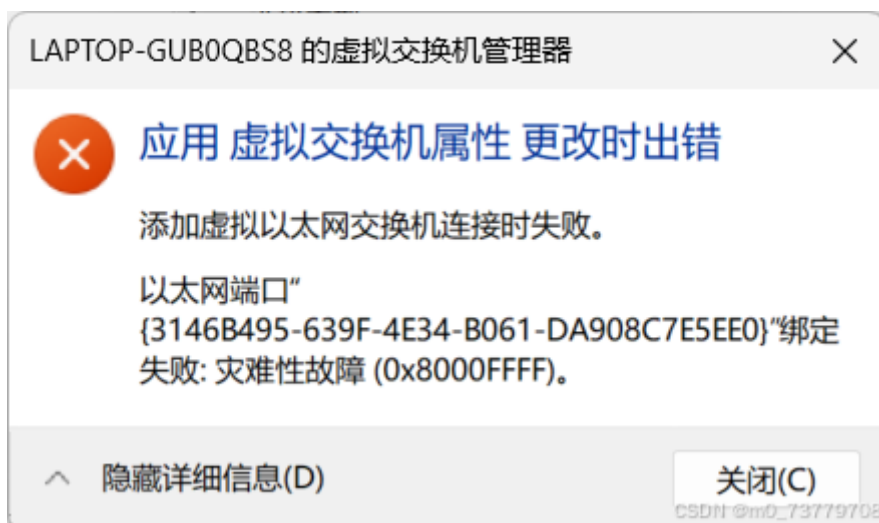 LAPTOP-GUB0QBS8 的虚拟交换机管理器
应用 虚拟交换机属性 更改时出错
添加虚拟以太网交换机连接时失败。
以太网端口“
{3146B495-639F-4E34-B061-DA908C7E5EE0}”绑定
失败: 灾难性故障 (0x8000FFFF)。
隐藏详细信息(D)
关闭(C)
CSDN @m0_73779708